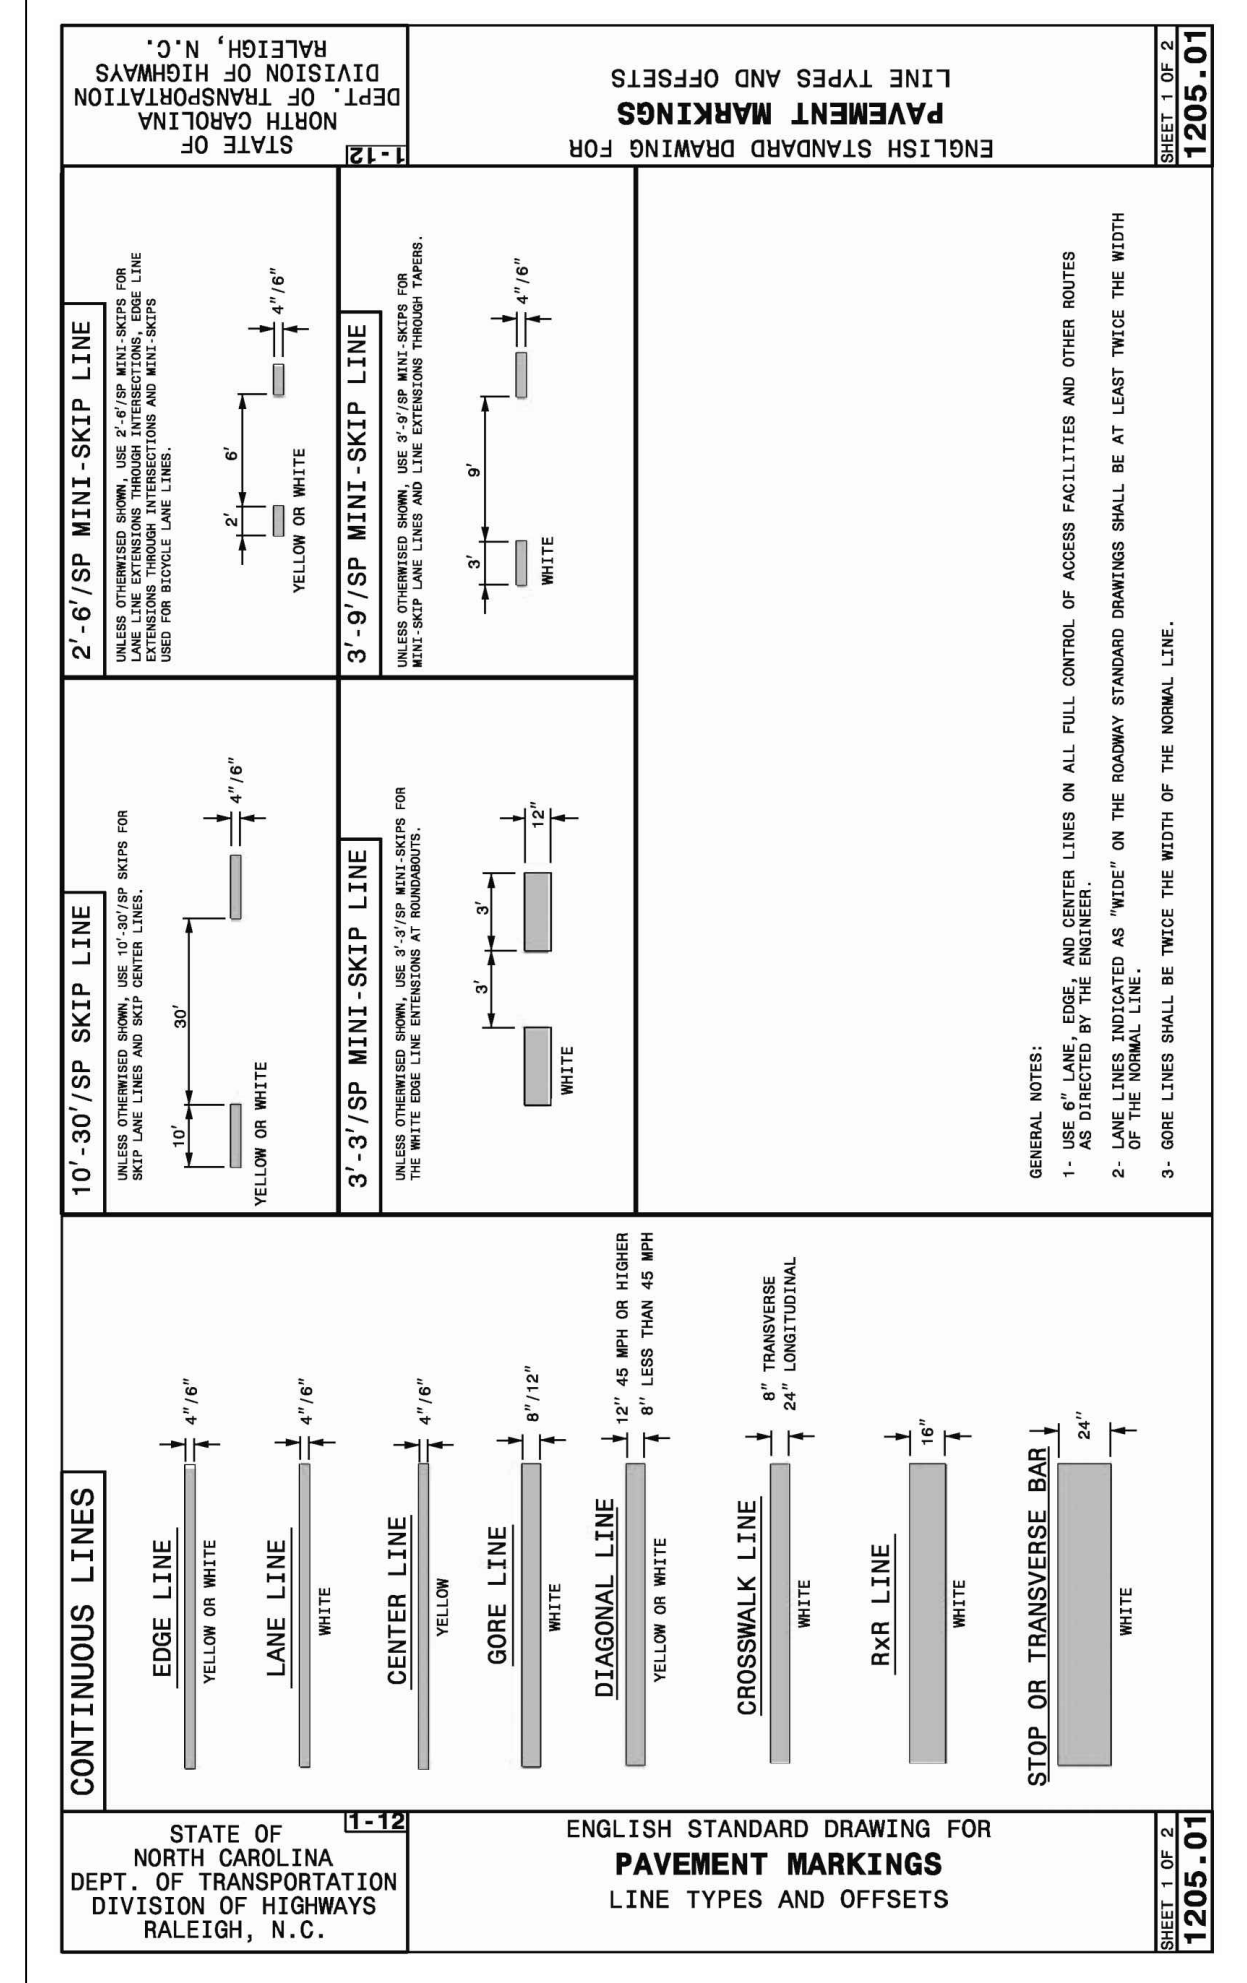 STATE OF
NORTH CAROLINA
DEPT. OF TRANSPORTATION
DIVISION OF HIGHWAYS
RALEIGH, N.C.
1-12
ENGLISH STANDARD DRAWING FOR
PAVEMENT MARKINGS
LINE TYPES AND OFFSETS
SHEET 1 OF 2
1205.01
CONTINUOUS LINES
EDGE LINE
4"/6"
YELLOW OR WHITE
LANE LINE
4"/6"
WHITE
CENTER LINE
4"/6"
YELLOW
GORE LINE
8"/12"
WHITE
DIAGONAL LINE
12" 45 MPH OR HIGHER
8" LESS THAN 45 MPH
YELLOW OR WHITE
CROSSWALK LINE
8" TRANSVERSE
24" LONGITUDINAL
WHITE
RxR LINE
16"
WHITE
STOP OR TRANSVERSE BAR
24"
WHITE
10'-30'/SP SKIP LINE
UNLESS OTHERWISED SHOWN, USE 10'-30'/SP SKIPS FOR
SKIP LANE LINES AND SKIP CENTER LINES.
10'
30'
4"/6"
YELLOW OR WHITE
2'-6'/SP MINI-SKIP LINE
UNLESS OTHERWISED SHOWN, USE 2'-6'/SP MINI-SKIPS FOR
LANE LINE EXTENSIONS THROUGH INTERSECTIONS, EDGE LINE
EXTENSIONS THROUGH INTERSECTIONS AND MINI-SKIPS
USED FOR BICYCLE LANE LINES.
2'
6'
4"/6"
YELLOW OR WHITE
3'-3'/SP MINI-SKIP LINE
UNLESS OTHERWISED SHOWN, USE 3'-3'/SP MINI-SKIPS FOR
THE WHITE EDGE LINE ENTENSIONS AT ROUNDABOUTS.
3'
3'
12"
WHITE
3'-9'/SP MINI-SKIP LINE
UNLESS OTHERWISED SHOWN, USE 3'-9'/SP MINI-SKIPS FOR
MINI-SKIP LANE LINES AND LINE EXTENSIONS THROUGH TAPERS.
3'
9'
4"/6"
WHITE
GENERAL NOTES:
1- USE 6" LANE, EDGE, AND CENTER LINES ON ALL FULL CONTROL OF ACCESS FACILITIES AND OTHER ROUTES
AS DIRECTED BY THE ENGINEER.
2- LANE LINES INDICATED AS "WIDE" ON THE ROADWAY STANDARD DRAWINGS SHALL BE AT LEAST TWICE THE WIDTH
OF THE NORMAL LINE.
3- GORE LINES SHALL BE TWICE THE WIDTH OF THE NORMAL LINE.
STATE OF
NORTH CAROLINA
DEPT. OF TRANSPORTATION
DIVISION OF HIGHWAYS
RALEIGH, N.C.
1-12
ENGLISH STANDARD DRAWING FOR
PAVEMENT MARKINGS
LINE TYPES AND OFFSETS
SHEET 1 OF 2
1205.01